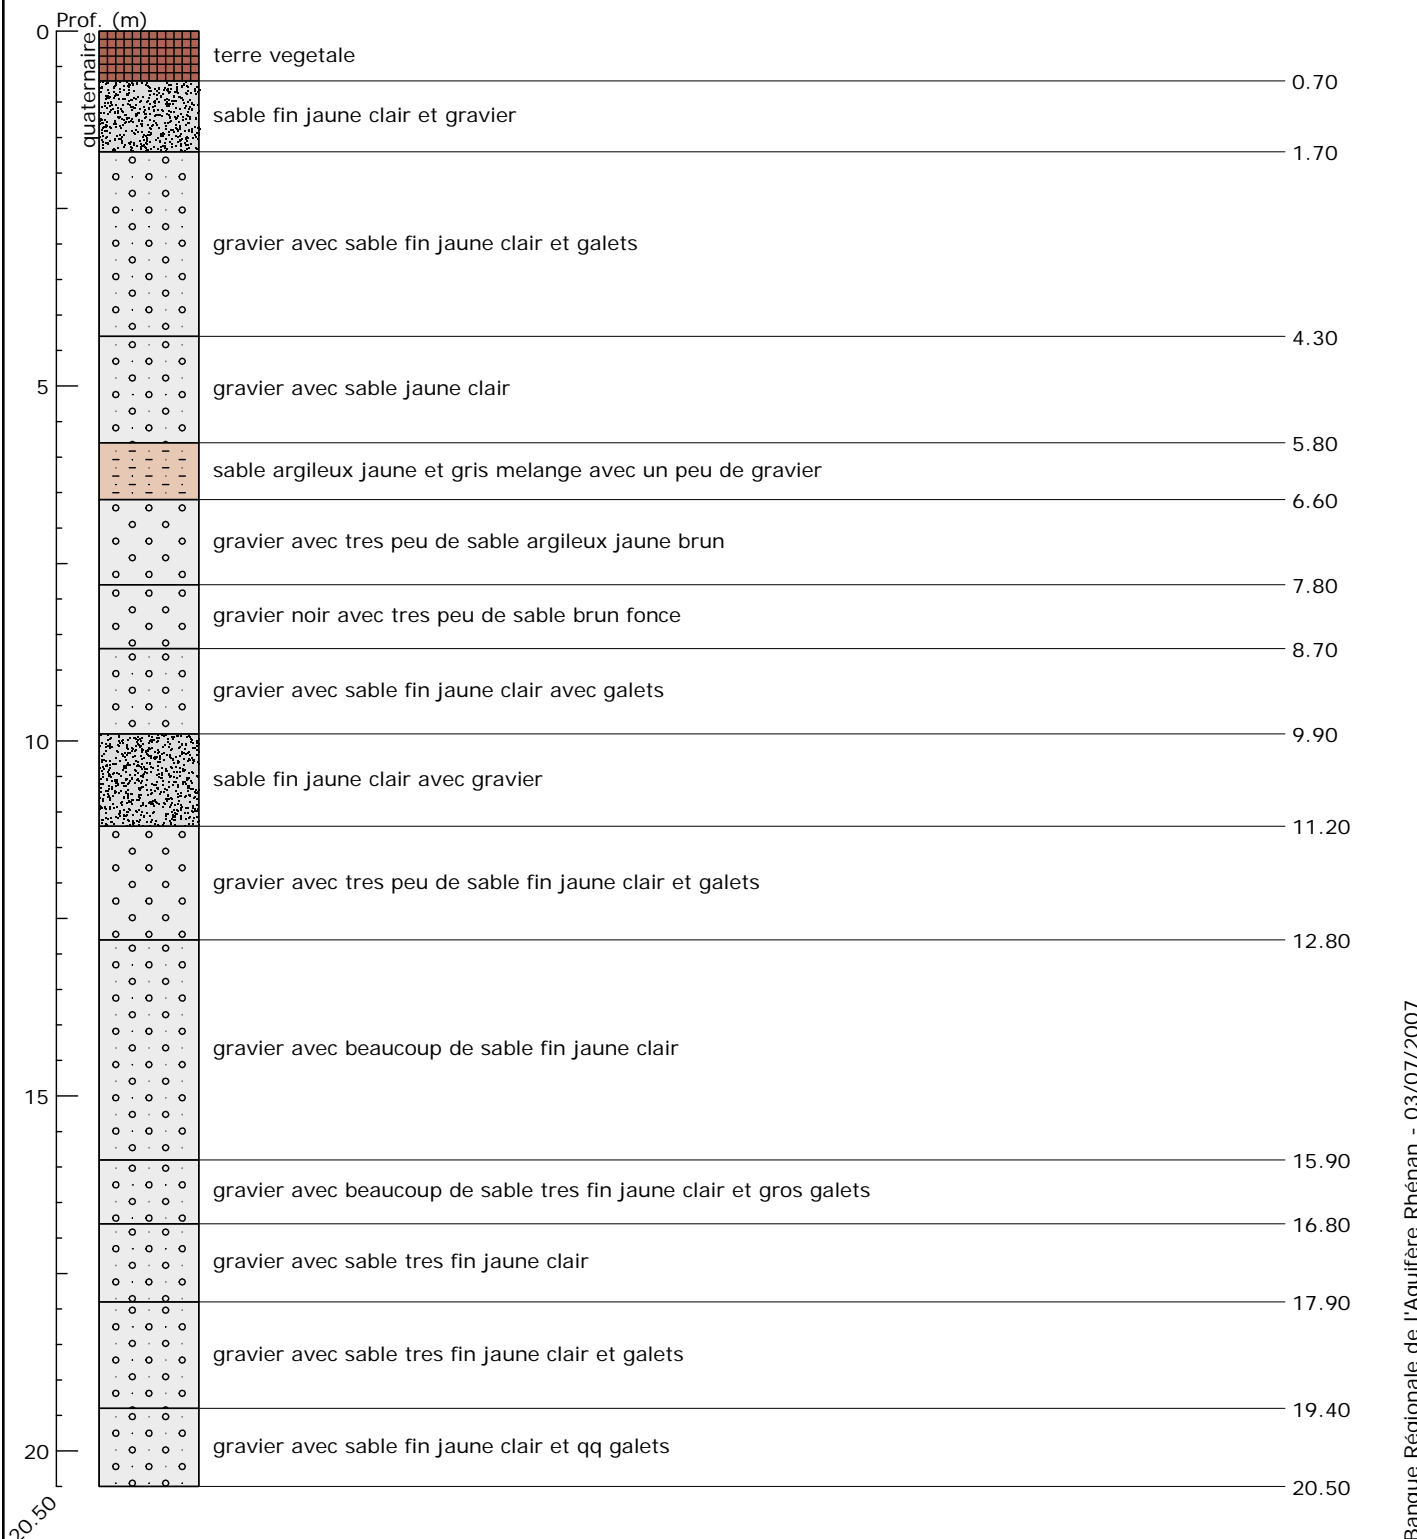 Prof. (m)
0
quaternaire
terre vegetale
0.70
sable fin jaune clair et gravier
1.70
gravier avec sable fin jaune clair et galets
4.30
5
gravier avec sable jaune clair
5.80
sable argileux jaune et gris melange avec un peu de gravier
6.60
gravier avec tres peu de sable argileux jaune brun
7.80
gravier noir avec tres peu de sable brun fonce
8.70
gravier avec sable fin jaune clair avec galets
9.90
10
sable fin jaune clair avec gravier
11.20
gravier avec tres peu de sable fin jaune clair et galets
12.80
gravier avec beaucoup de sable fin jaune clair
15
15.90
gravier avec beaucoup de sable tres fin jaune clair et gros galets
16.80
gravier avec sable tres fin jaune clair
17.90
gravier avec sable tres fin jaune clair et galets
19.40
20
gravier avec sable fin jaune clair et qq galets
20.50
20.50
Banque Régionale de l'Aquifère Rhénan - 03/07/2007